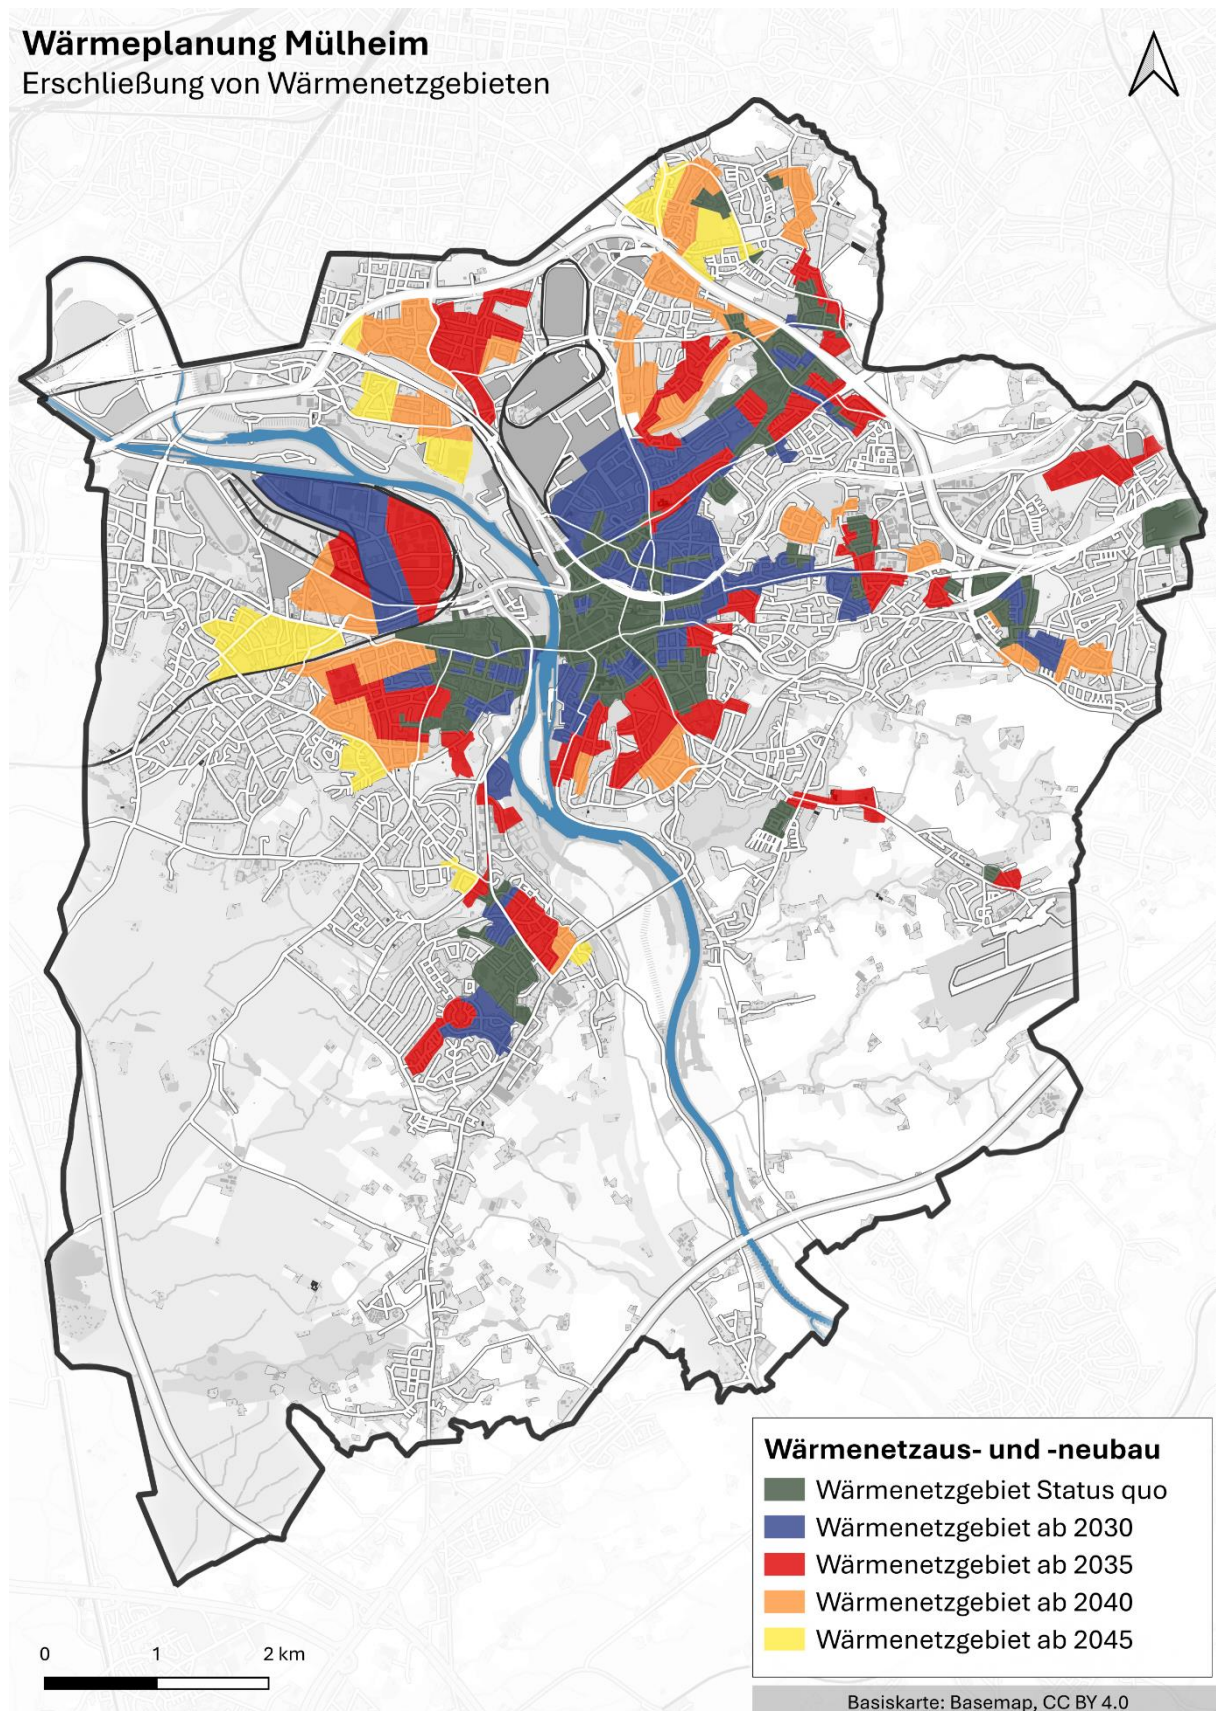 Wärmeplanung Mülheim
Erschließung von Wärmenetzgebieten
Wärmenetzaus- und -neubau
Wärmenetzgebiet Status quo
Wärmenetzgebiet ab 2030
Wärmenetzgebiet ab 2035
Wärmenetzgebiet ab 2040
Wärmenetzgebiet ab 2045
0 1 2 km
Basiskarte: Basemap, CC BY 4.0